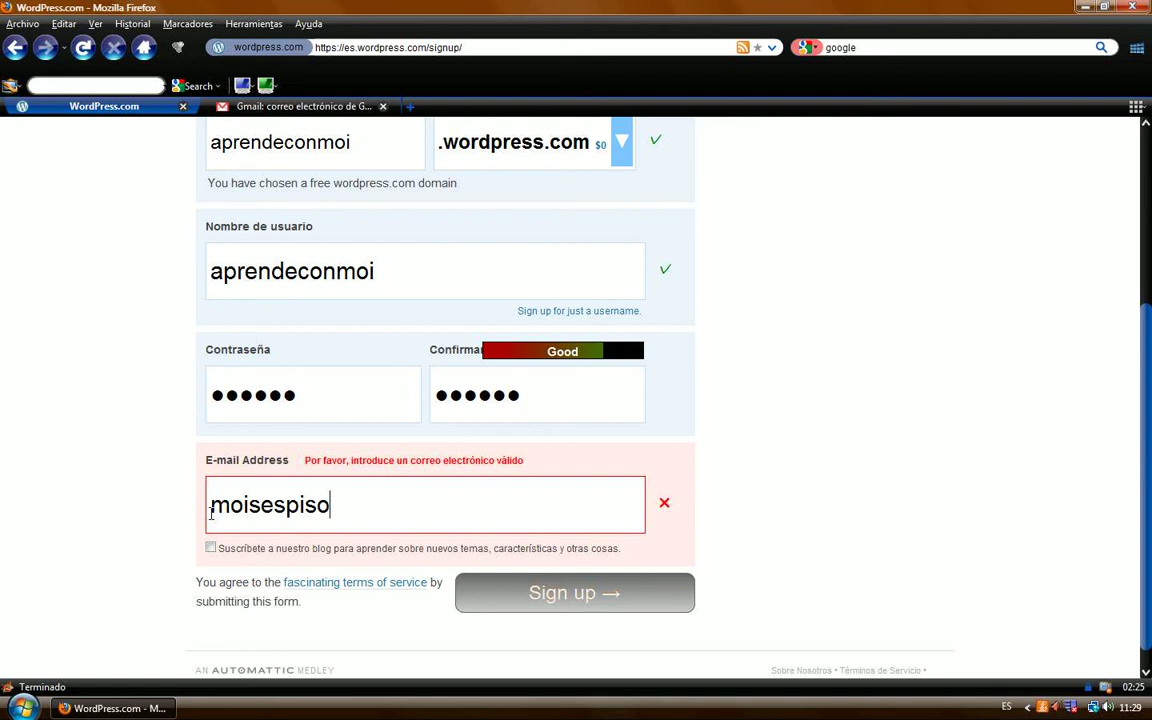 WordPress.com - Mozilla Firefox
Archivo Editar Ver Historial Marcadores Herramientas Ayuda
wordpress.com https://es.wordpress.com/signup/ google
Search
WordPress.com Gmail: correo electrónico de G...
aprendeconmoi .wordpress.com $0
You have chosen a free wordpress.com domain
Nombre de usuario
aprendeconmoi
Sign up for just a username.
Contraseña Confirmar Good
●●●●●● ●●●●●●
E-mail Address Por favor, introduce un correo electrónico válido
moisespiso
Suscríbete a nuestro blog para aprender sobre nuevos temas, características y otras cosas.
You agree to the fascinating terms of service by
submitting this form.
Sign up →
AN AUTOMATTIC MEDLEY Sobre Nosotros • Términos de Servicio •
Terminado 02:25
WordPress.com - M... ES 11:29